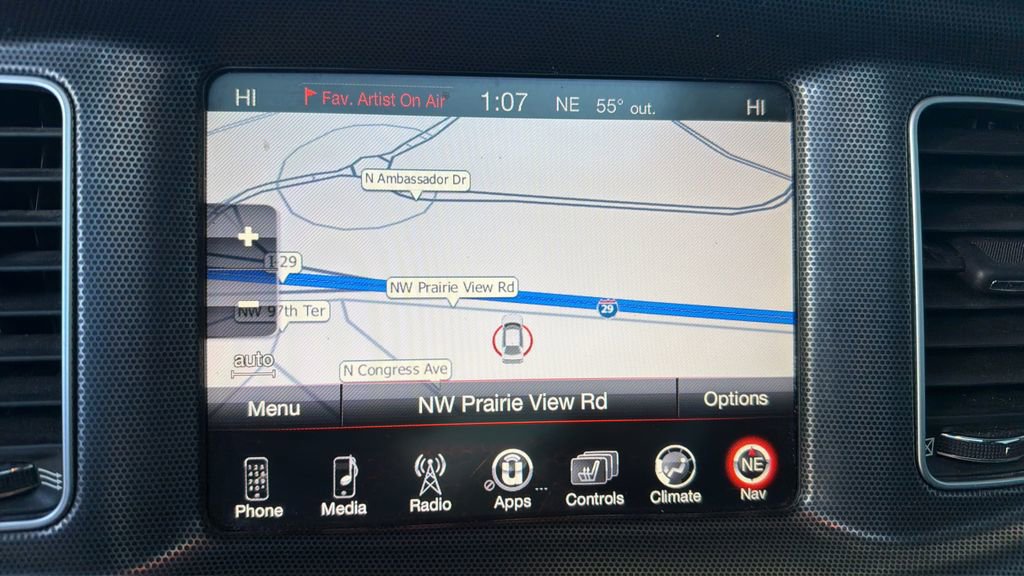 HI Fav. Artist On Air 1:07 NE 55° out. HI
N Ambassador Dr
I-29
NW Prairie View Rd
29
NW 97th Ter
auto
N Congress Ave
Menu NW Prairie View Rd Options
Phone Media Radio Apps Controls Climate NE Nav